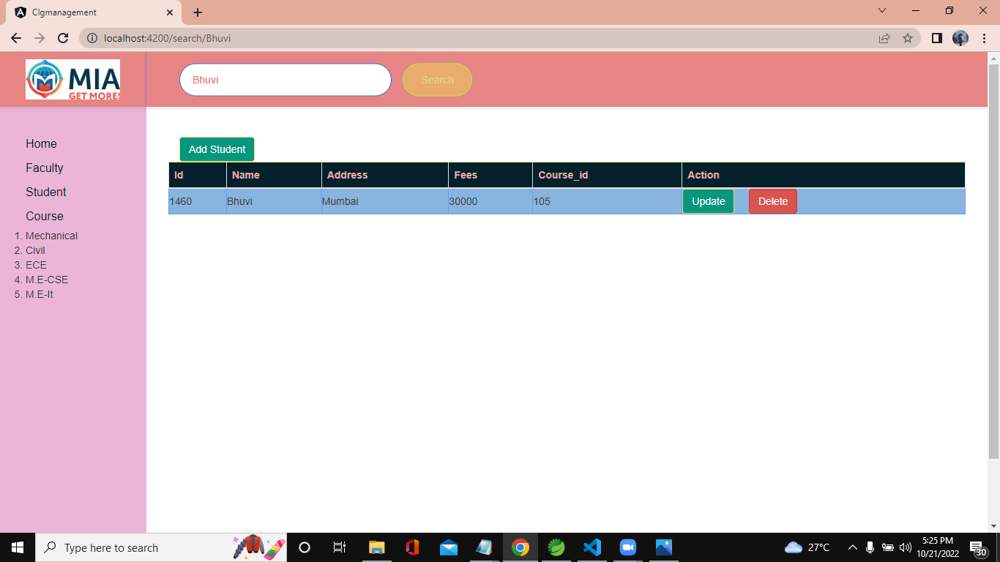 Clgmanagement
localhost:4200/search/Bhuvi
MIA
GET MORE!
Bhuvi
Search
Home
Faculty
Student
Course
1. Mechanical
2. Civil
3. ECE
4. M.E-CSE
5. M.E-It
Add Student
Id Name Address Fees Course_id Action
1460 Bhuvi Mumbai 30000 105 Update Delete
Type here to search
27°C
5:25 PM
10/21/2022
30